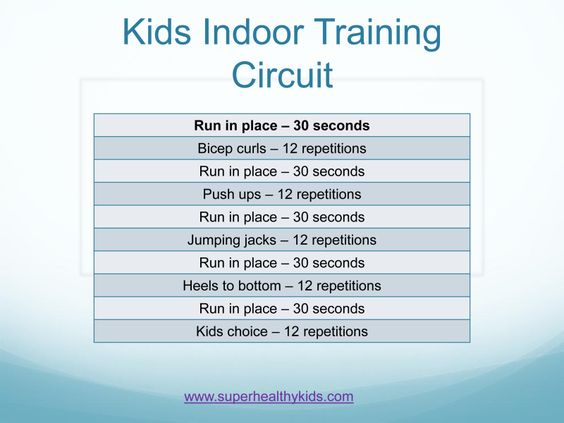 Kids Indoor Training
Circuit
Run in place – 30 seconds
Bicep curls – 12 repetitions
Run in place – 30 seconds
Push ups – 12 repetitions
Run in place – 30 seconds
Jumping jacks – 12 repetitions
Run in place – 30 seconds
Heels to bottom – 12 repetitions
Run in place – 30 seconds
Kids choice – 12 repetitions
www.superhealthykids.com